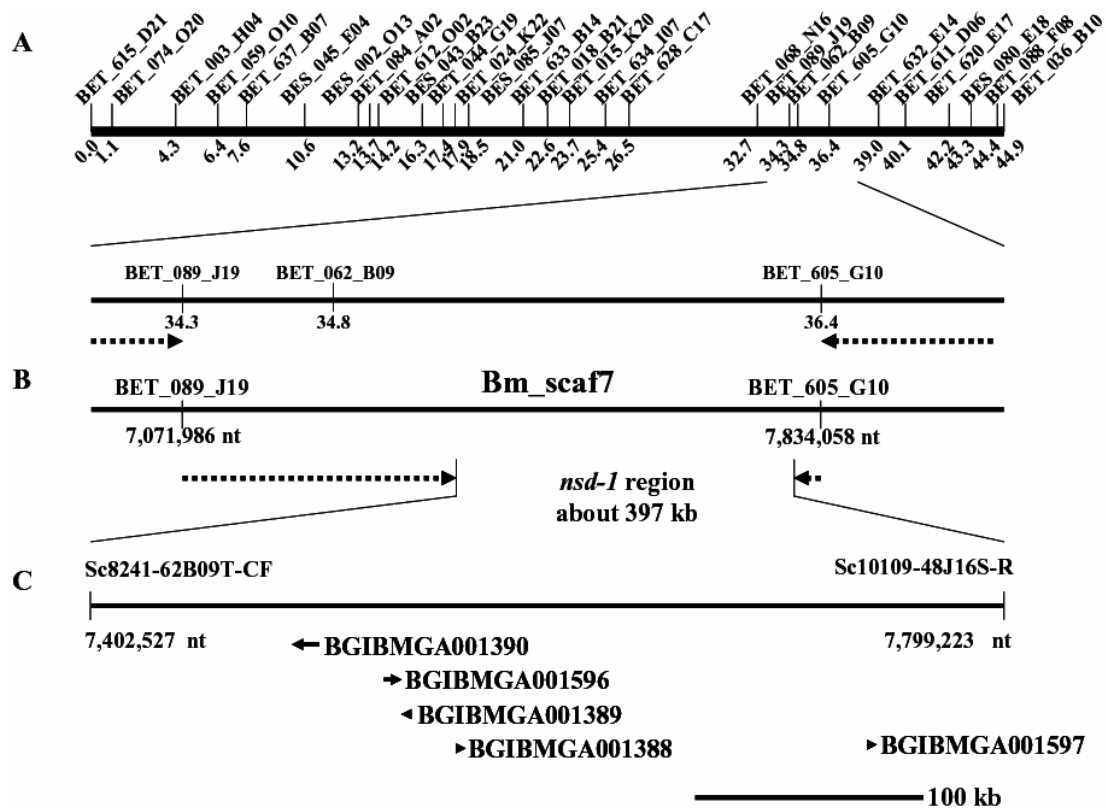 A
BET_615_D21
BET_074_O20
BET_003_H04
BET_059_O10
BET_637_B07
BES_045_E04
BES_002_O13
BET_084_A02
BET_612_O02
BES_043_B23
BET_044_G19
BET_024_K22
BES_085_J07
BET_633_B14
BET_018_B21
BET_015_K20
BET_634_I07
BET_628_C17
BET_068_N16
BET_089_J19
BET_062_B09
BET_605_G10
BET_632_E14
BET_611_D06
BET_620_E17
BES_080_E18
BET_088_F08
BET_036_B10
0.0
1.1
4.3
6.4
7.6
10.6
13.2
13.7
14.2
16.3
17.4
17.9
18.5
21.0
22.6
23.7
25.4
26.5
32.7
34.3
34.8
36.4
39.0
40.1
42.2
43.3
44.4
44.9
BET_089_J19 BET_062_B09 BET_605_G10
34.3 34.8 36.4
B
BET_089_J19 Bm_scaf7 BET_605_G10
7,071,986 nt 7,834,058 nt
nsd-1 region
about 397 kb
C
Sc8241-62B09T-CF Sc10109-48J16S-R
7,402,527 nt 7,799,223 nt
BGIBMGA001390
BGIBMGA001596
BGIBMGA001389
BGIBMGA001388 BGIBMGA001597
100 kb